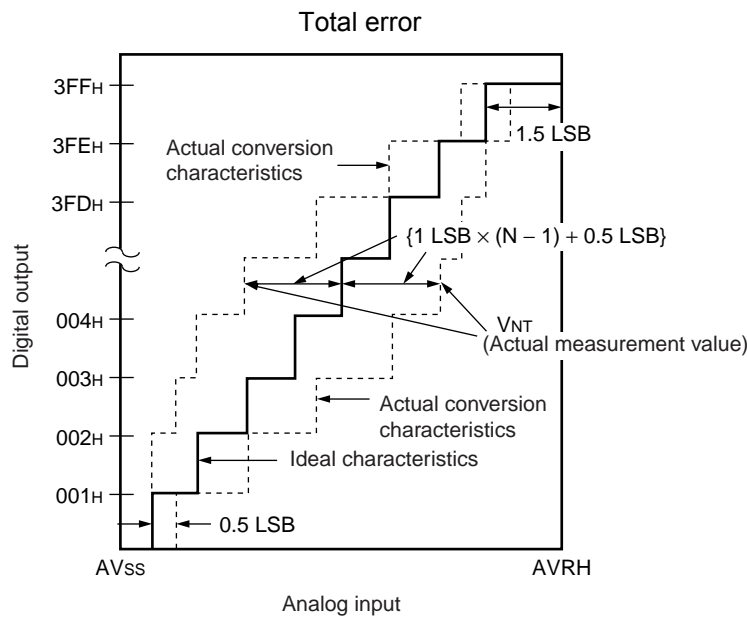 Total error
3FFH
3FEH
3FDH
004H
003H
002H
001H
Digital output
Actual conversion
characteristics
1.5 LSB
{1 LSB × (N − 1) + 0.5 LSB}
VNT
(Actual measurement value)
Actual conversion
characteristics
Ideal characteristics
0.5 LSB
AVSS
AVRH
Analog input